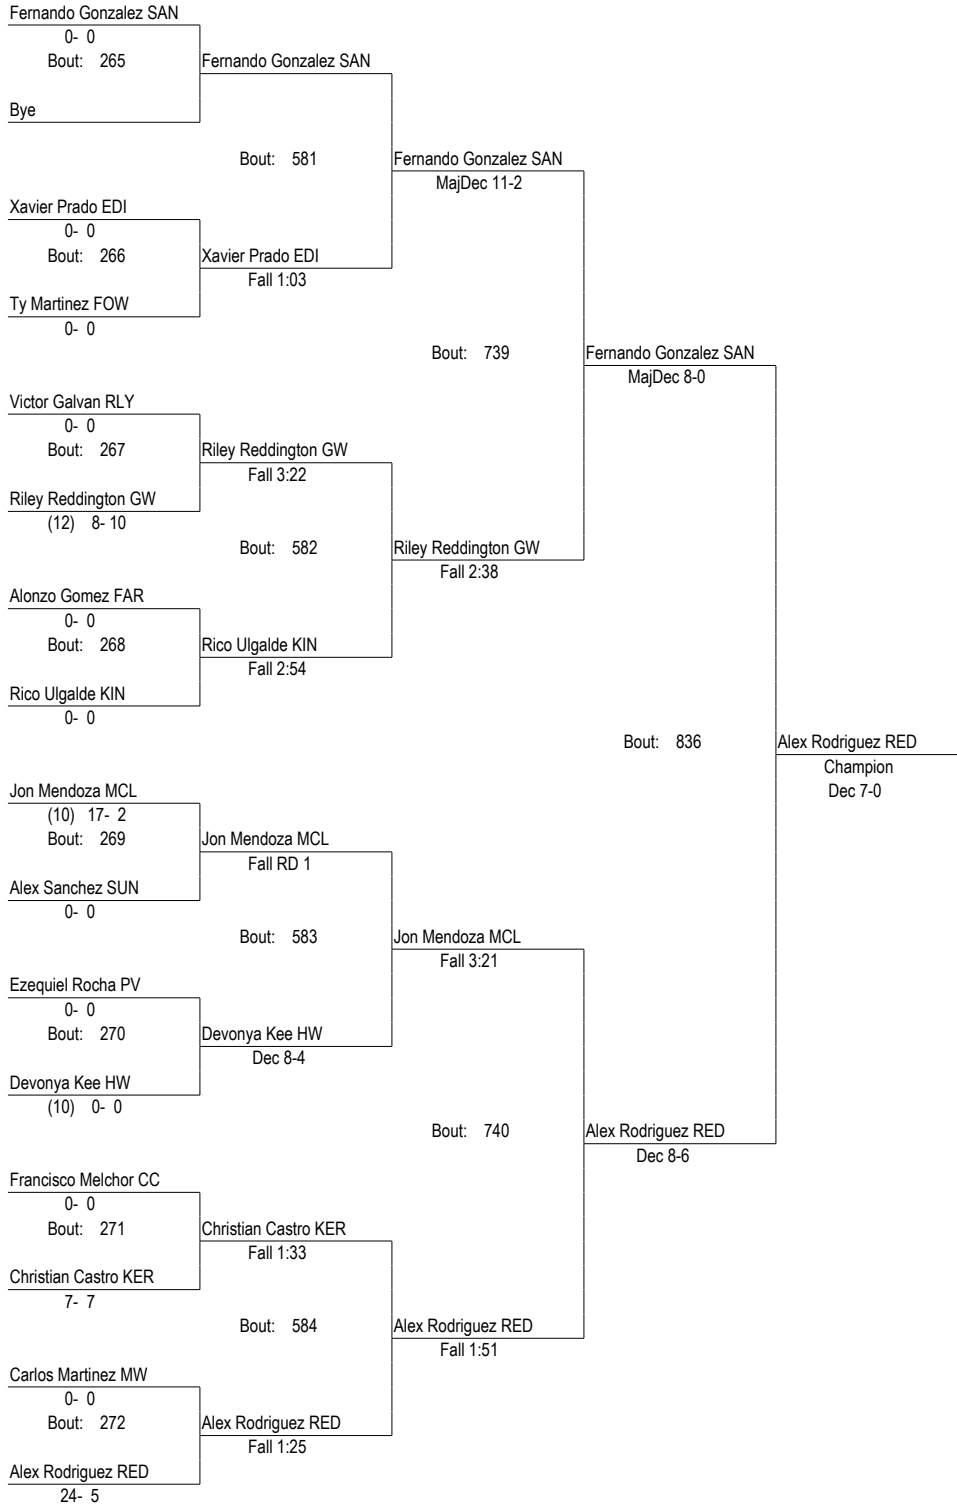 Fernando Gonzalez SAN
0- 0
Bout: 265
Fernando Gonzalez SAN
Bye
Bout: 581
Fernando Gonzalez SAN
MajDec 11-2
Xavier Prado EDI
0- 0
Bout: 266
Xavier Prado EDI
Fall 1:03
Ty Martinez FOW
0- 0
Bout: 739
Fernando Gonzalez SAN
MajDec 8-0
Victor Galvan RLY
0- 0
Bout: 267
Riley Reddington GW
Fall 3:22
Riley Reddington GW
(12) 8- 10
Bout: 582
Riley Reddington GW
Fall 2:38
Alonzo Gomez FAR
0- 0
Bout: 268
Rico Ulgalde KIN
Fall 2:54
Rico Ulgalde KIN
0- 0
Bout: 836
Alex Rodriguez RED
Champion
Dec 7-0
Jon Mendoza MCL
(10) 17- 2
Bout: 269
Jon Mendoza MCL
Fall RD 1
Alex Sanchez SUN
0- 0
Bout: 583
Jon Mendoza MCL
Fall 3:21
Ezequiel Rocha PV
0- 0
Bout: 270
Devonya Kee HW
Dec 8-4
Devonya Kee HW
(10) 0- 0
Bout: 740
Alex Rodriguez RED
Dec 8-6
Francisco Melchor CC
0- 0
Bout: 271
Christian Castro KER
Fall 1:33
Christian Castro KER
7- 7
Bout: 584
Alex Rodriguez RED
Fall 1:51
Carlos Martinez MW
0- 0
Bout: 272
Alex Rodriguez RED
Fall 1:25
Alex Rodriguez RED
24- 5